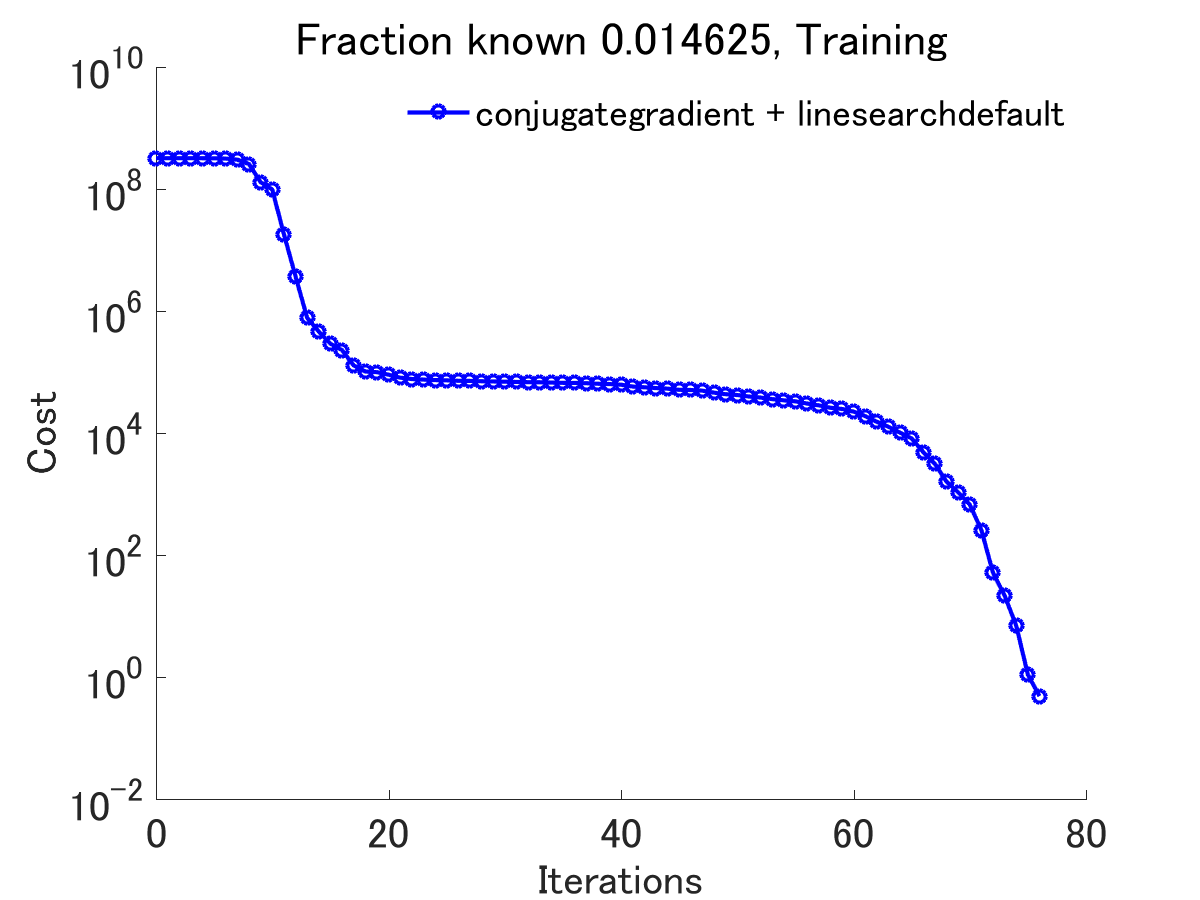 Fraction known 0.014625, Training
conjugategradient + linesearchdefault
10^10
10^8
10^6
10^4
10^2
10^0
10^-2
Cost
0 20 40 60 80
Iterations